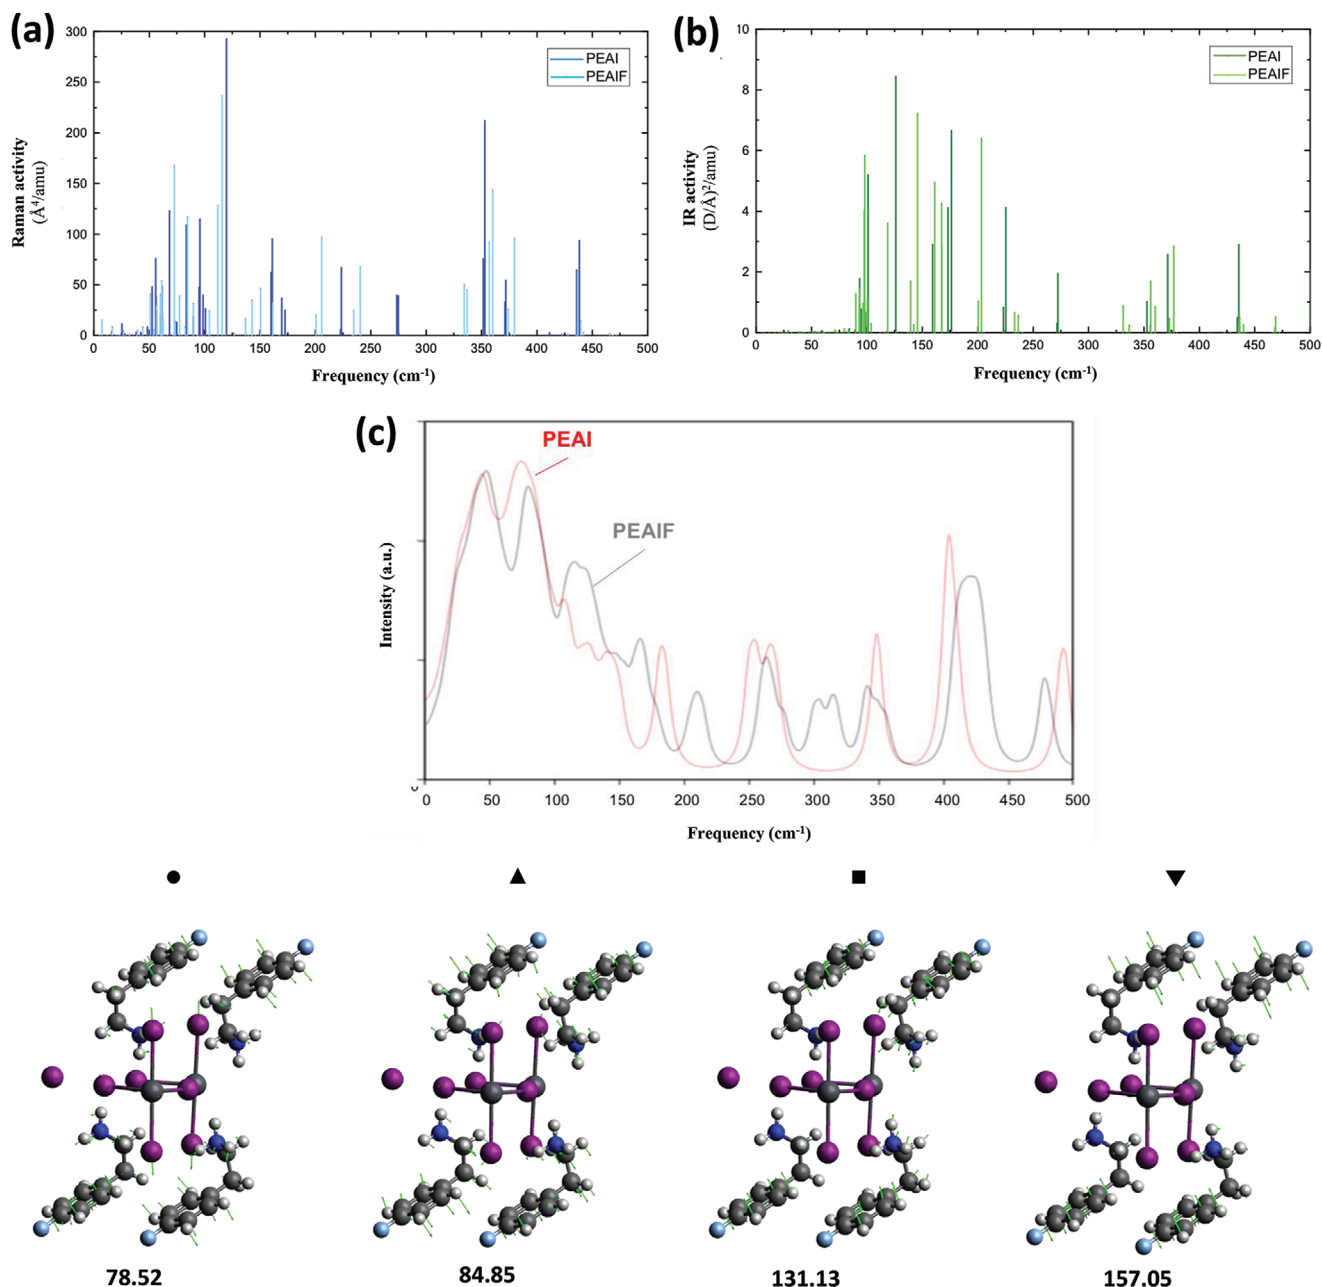 (a)
300
250
200
150
100
50
0
Raman activity
(Å⁴/amu)
PEAI
PEAIF
0 50 100 150 200 250 300 350 400 450 500
Frequency (cm⁻¹)
(b)
10
8
6
4
2
0
IR activity
(D/Å)²/amu)
PEAI
PEAIF
0 50 100 150 200 250 300 350 400 450 500
Frequency (cm⁻¹)
(c)
PEAI
PEAIF
Intensity (a.u.)
0 50 100 150 200 250 300 350 400 450 500
Frequency (cm⁻¹)
78.52 84.85 131.13 157.05